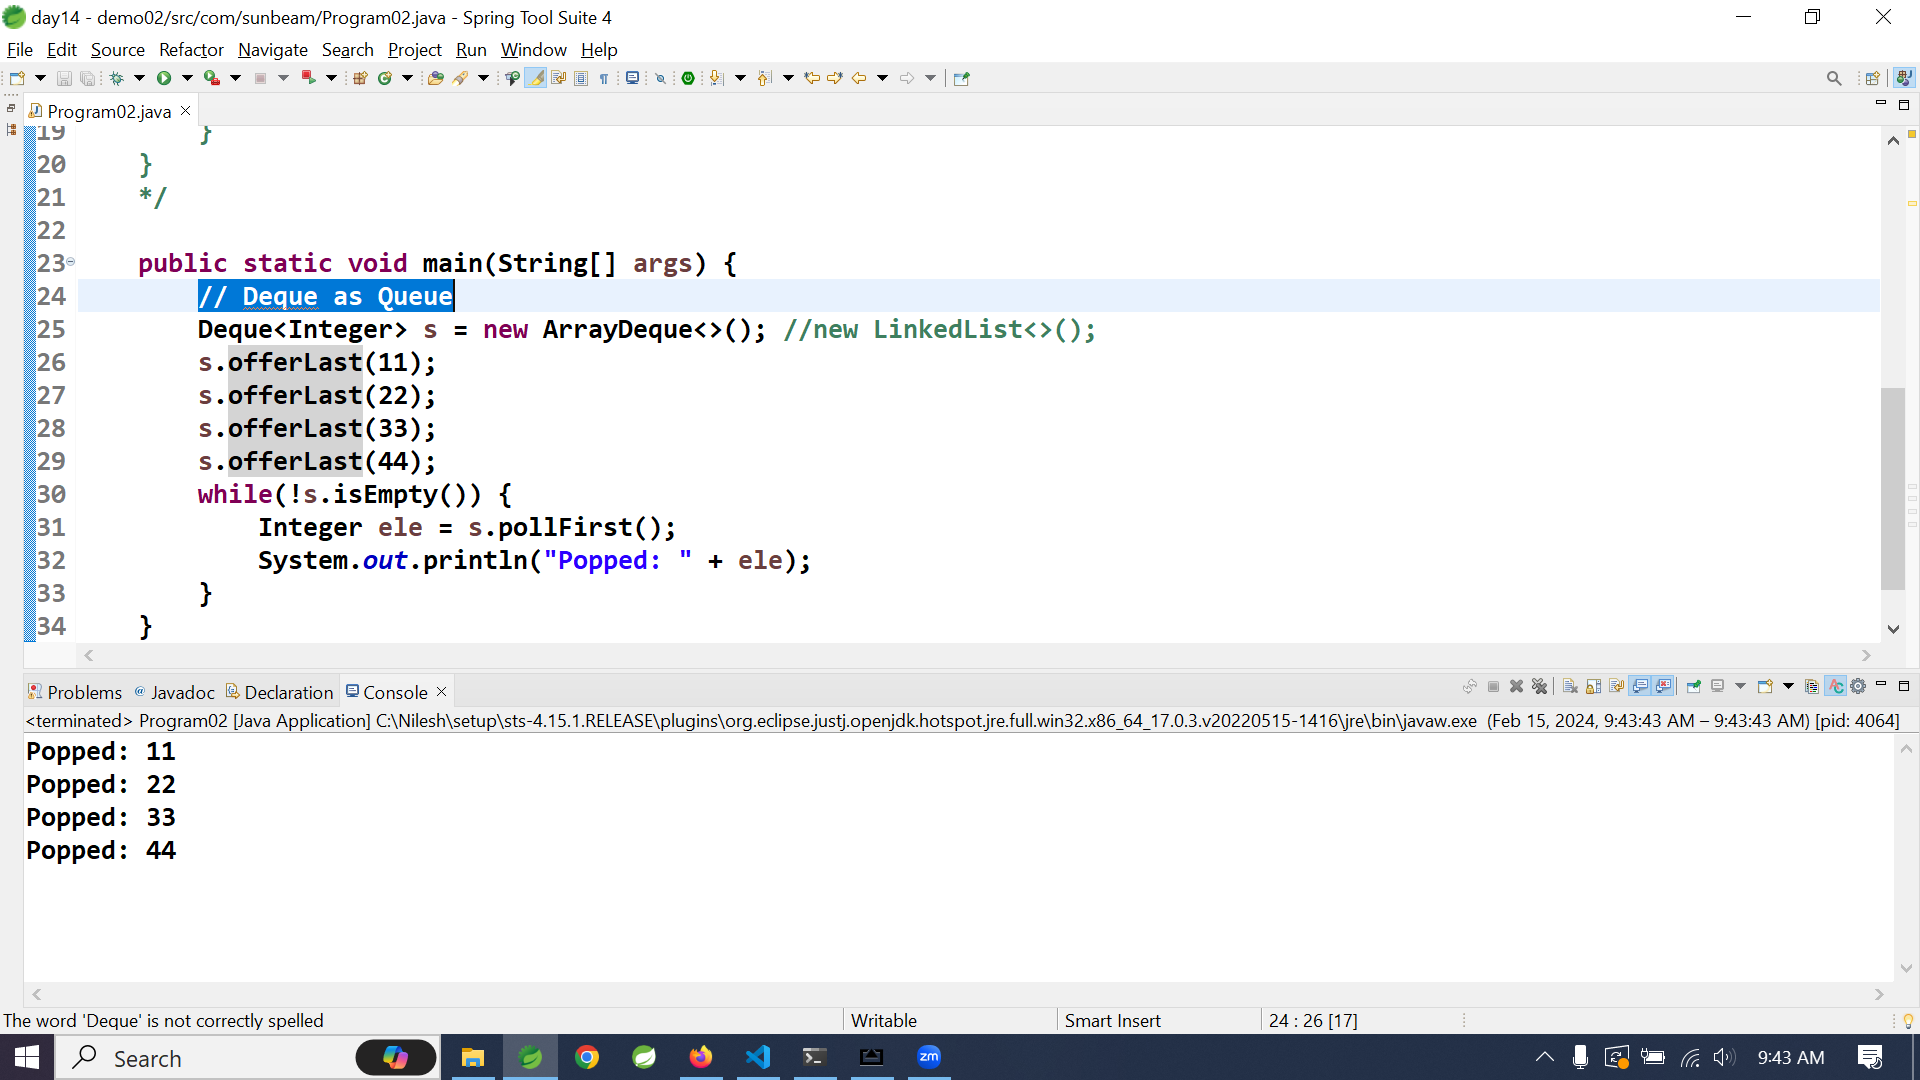 day14 - demo02/src/com/sunbeam/Program02.java - Spring Tool Suite 4
File Edit Source Refactor Navigate Search Project Run Window Help
Program02.java
19 }
20 }
21 */
22
23 public static void main(String[] args) {
24 // Deque as Queue
25 Deque<Integer> s = new ArrayDeque<>(); //new LinkedList<>();
26 s.offerLast(11);
27 s.offerLast(22);
28 s.offerLast(33);
29 s.offerLast(44);
30 while(!s.isEmpty()) {
31 Integer ele = s.pollFirst();
32 System.out.println("Popped: " + ele);
33 }
34 }
Problems @ Javadoc Declaration Console
<terminated> Program02 [Java Application] C:\Nilesh\setup\sts-4.15.1.RELEASE\plugins\org.eclipse.justj.openjdk.hotspot.jre.full.win32.x86_64_17.0.3.v20220515-1416\jre\bin\javaw.exe (Feb 15, 2024, 9:43:43 AM – 9:43:43 AM) [pid: 4064]
Popped: 11
Popped: 22
Popped: 33
Popped: 44
The word 'Deque' is not correctly spelled Writable Smart Insert 24 : 26 [17]
Search zm 9:43 AM